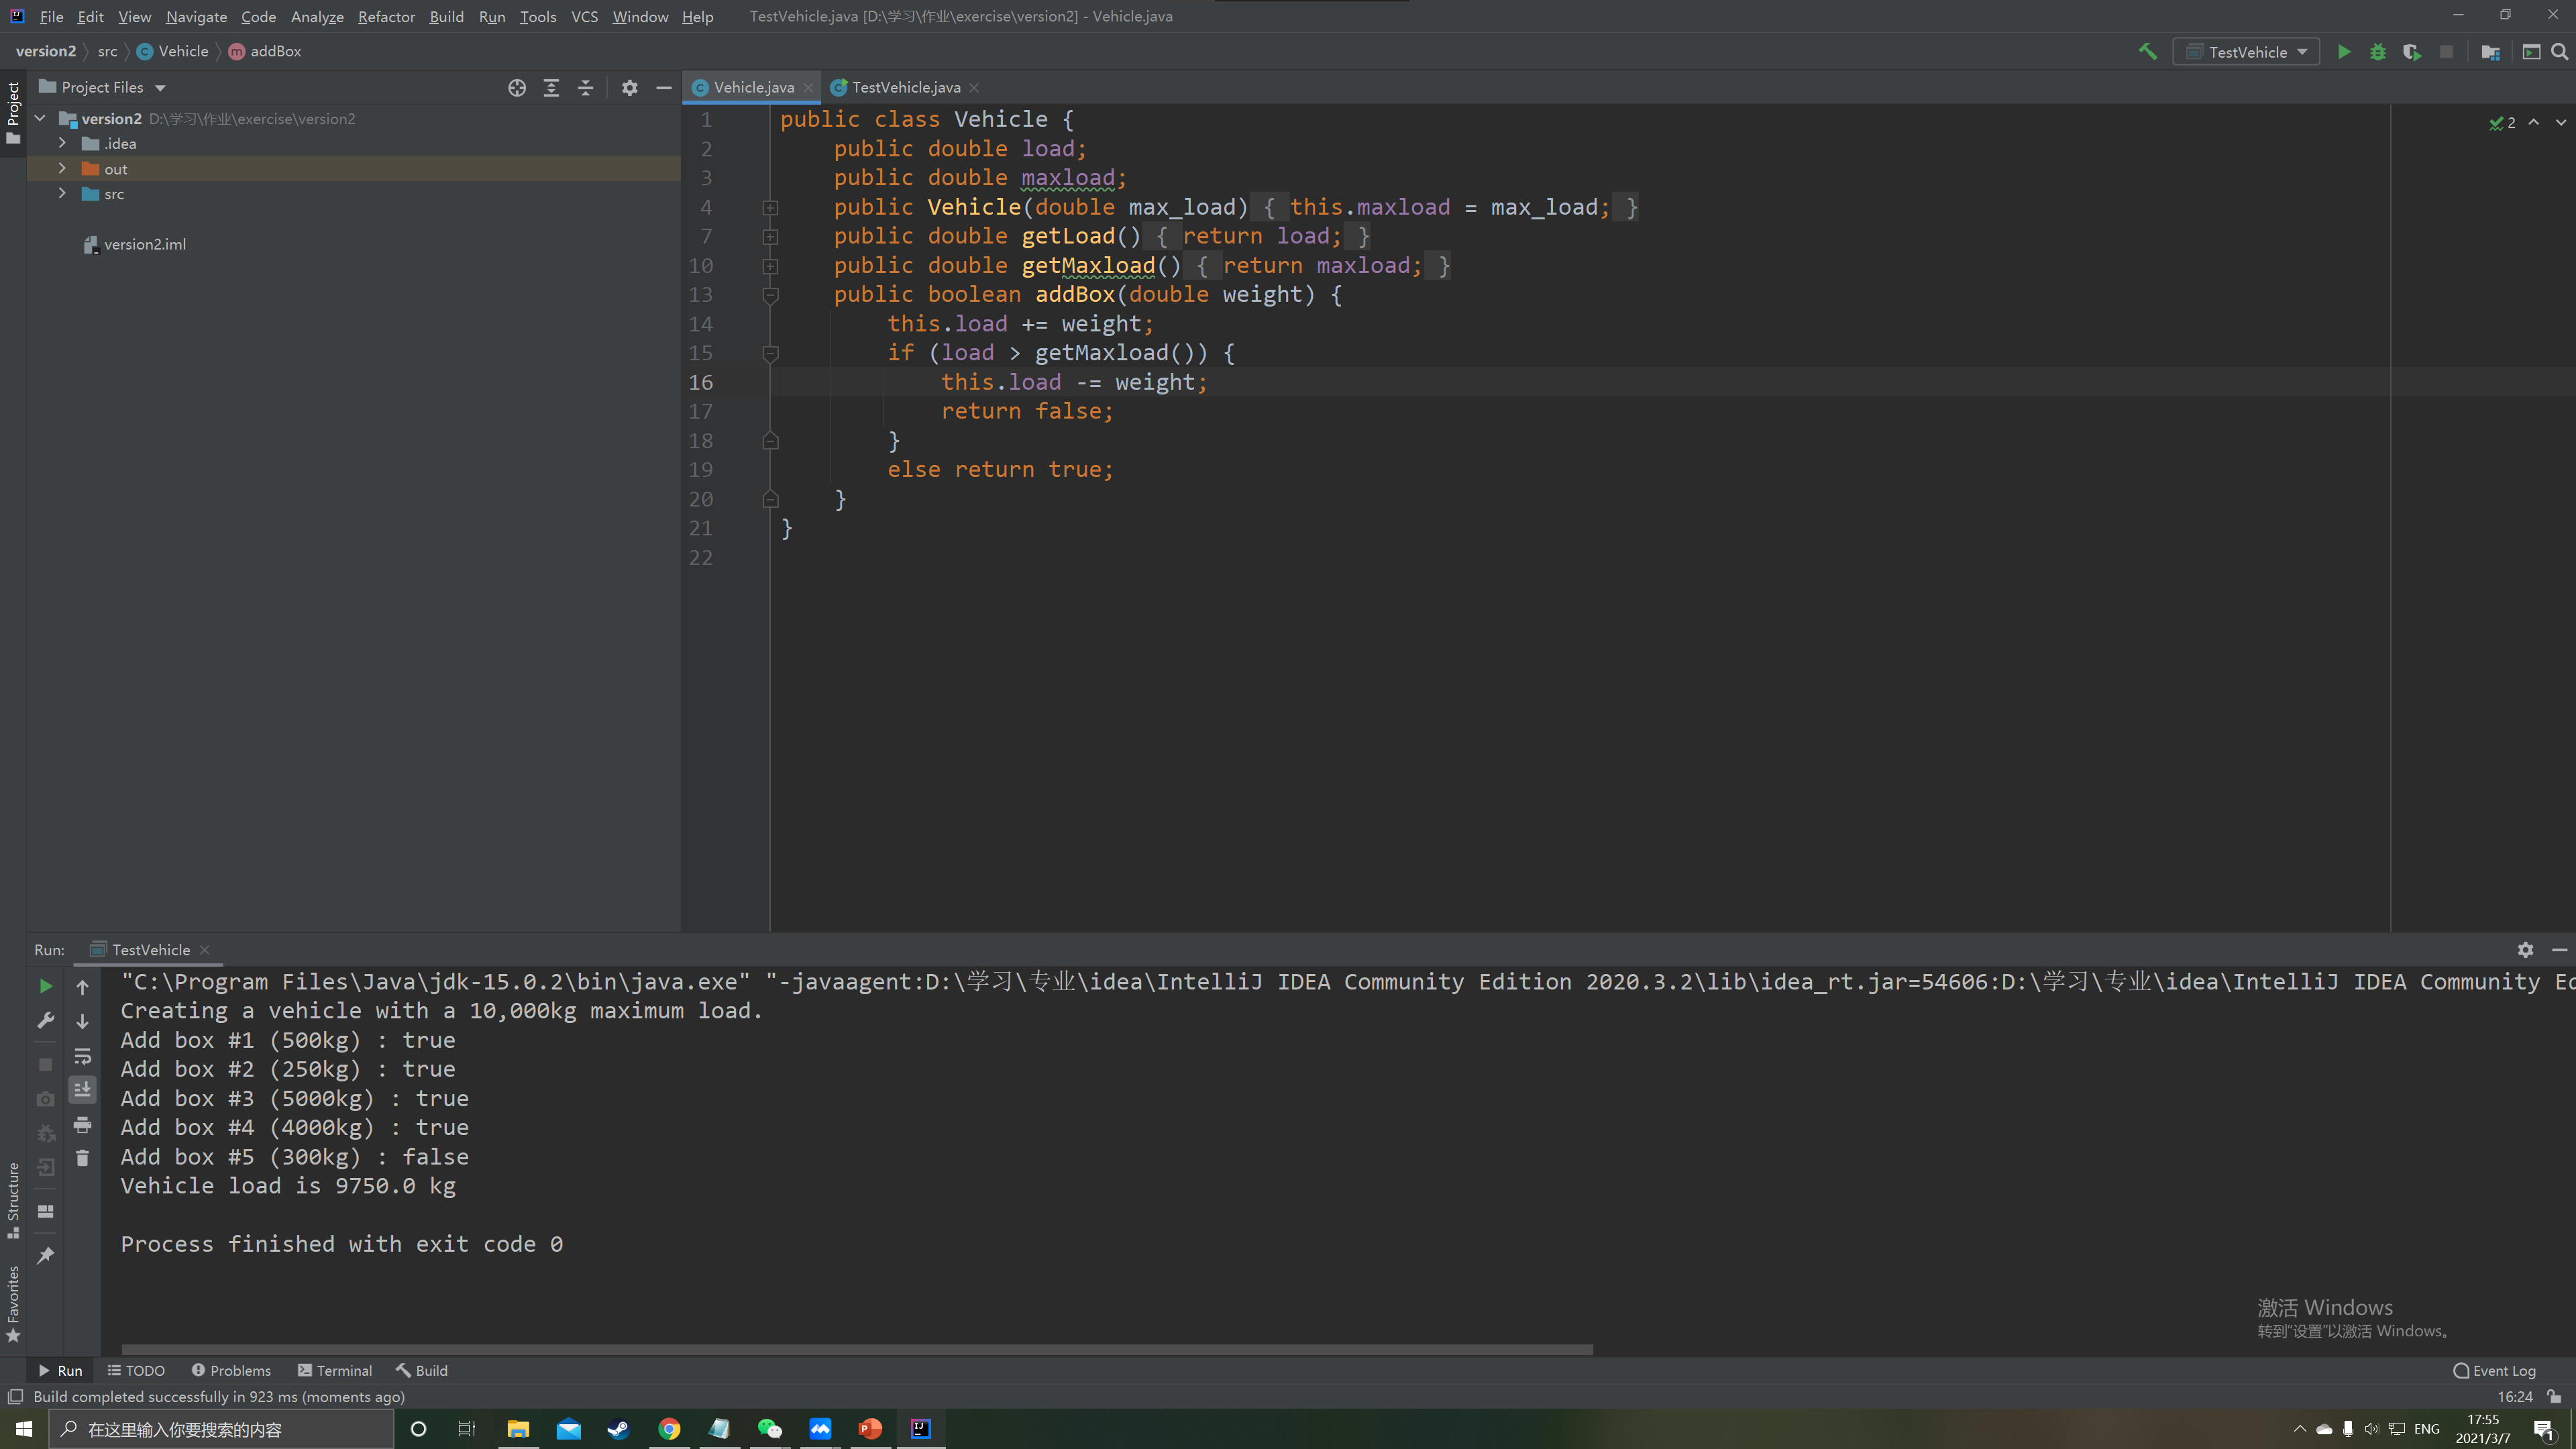 File Edit View Navigate Code Analyze Refactor Build Run Tools VCS Window Help TestVehicle.java [D:\学习\作业\exercise\version2] - Vehicle.java
version2 src Vehicle addBox TestVehicle
Project
Project Files
Vehicle.java TestVehicle.java
version2 D:\学习\作业\exercise\version2
.idea
out
src
version2.iml
2
1 public class Vehicle {
2 public double load;
3 public double maxload;
4 public Vehicle(double max_load) { this.maxload = max_load; }
7 public double getLoad() { return load; }
10 public double getMaxload() { return maxload; }
13 public boolean addBox(double weight) {
14 this.load += weight;
15 if (load > getMaxload()) {
16 this.load -= weight;
17 return false;
18 }
19 else return true;
20 }
21 }
22
Run: TestVehicle
"C:\Program Files\Java\jdk-15.0.2\bin\java.exe" "-javaagent:D:\学习\专业\idea\IntelliJ IDEA Community Edition 2020.3.2\lib\idea_rt.jar=54606:D:\学习\专业\idea\IntelliJ IDEA Community Ed
Creating a vehicle with a 10,000kg maximum load.
Add box #1 (500kg) : true
Add box #2 (250kg) : true
Add box #3 (5000kg) : true
Add box #4 (4000kg) : true
Add box #5 (300kg) : false
Vehicle load is 9750.0 kg
Process finished with exit code 0
Structure
Favorites
激活 Windows
转到"设置"以激活 Windows。
Run TODO Problems Terminal Build Event Log
Build completed successfully in 923 ms (moments ago) 16:24
在这里输入你要搜索的内容
ENG
17:55
2021/3/7
1